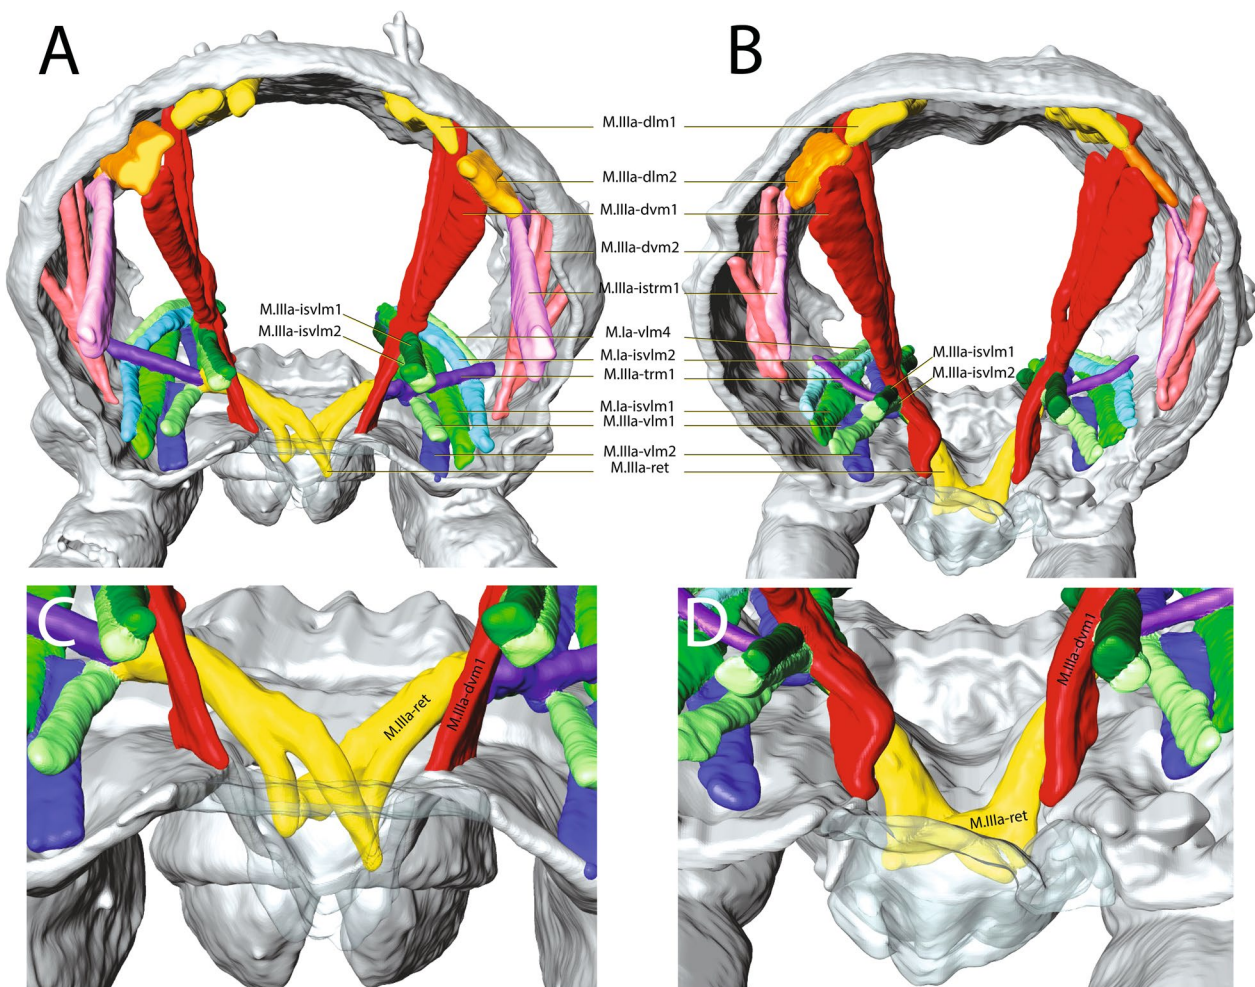 A
B
M.IIIa-dlm1
M.IIIa-dlm2
M.IIIa-dvm1
M.IIIa-dvm2
M.IIIa-istrm1
M.IIIa-isvlm1
M.IIIa-isvlm2
M.Ia-vlm4
M.Ia-isvlm2
M.IIIa-trm1
M.Ia-isvlm1
M.IIIa-vlm1
M.IIIa-vlm2
M.IIIa-ret
M.IIIa-isvlm1
M.IIIa-isvlm2
C
M.IIIa-ret
M.IIIa-dvm1
D
M.IIIa-dvm1
M.IIIa-ret